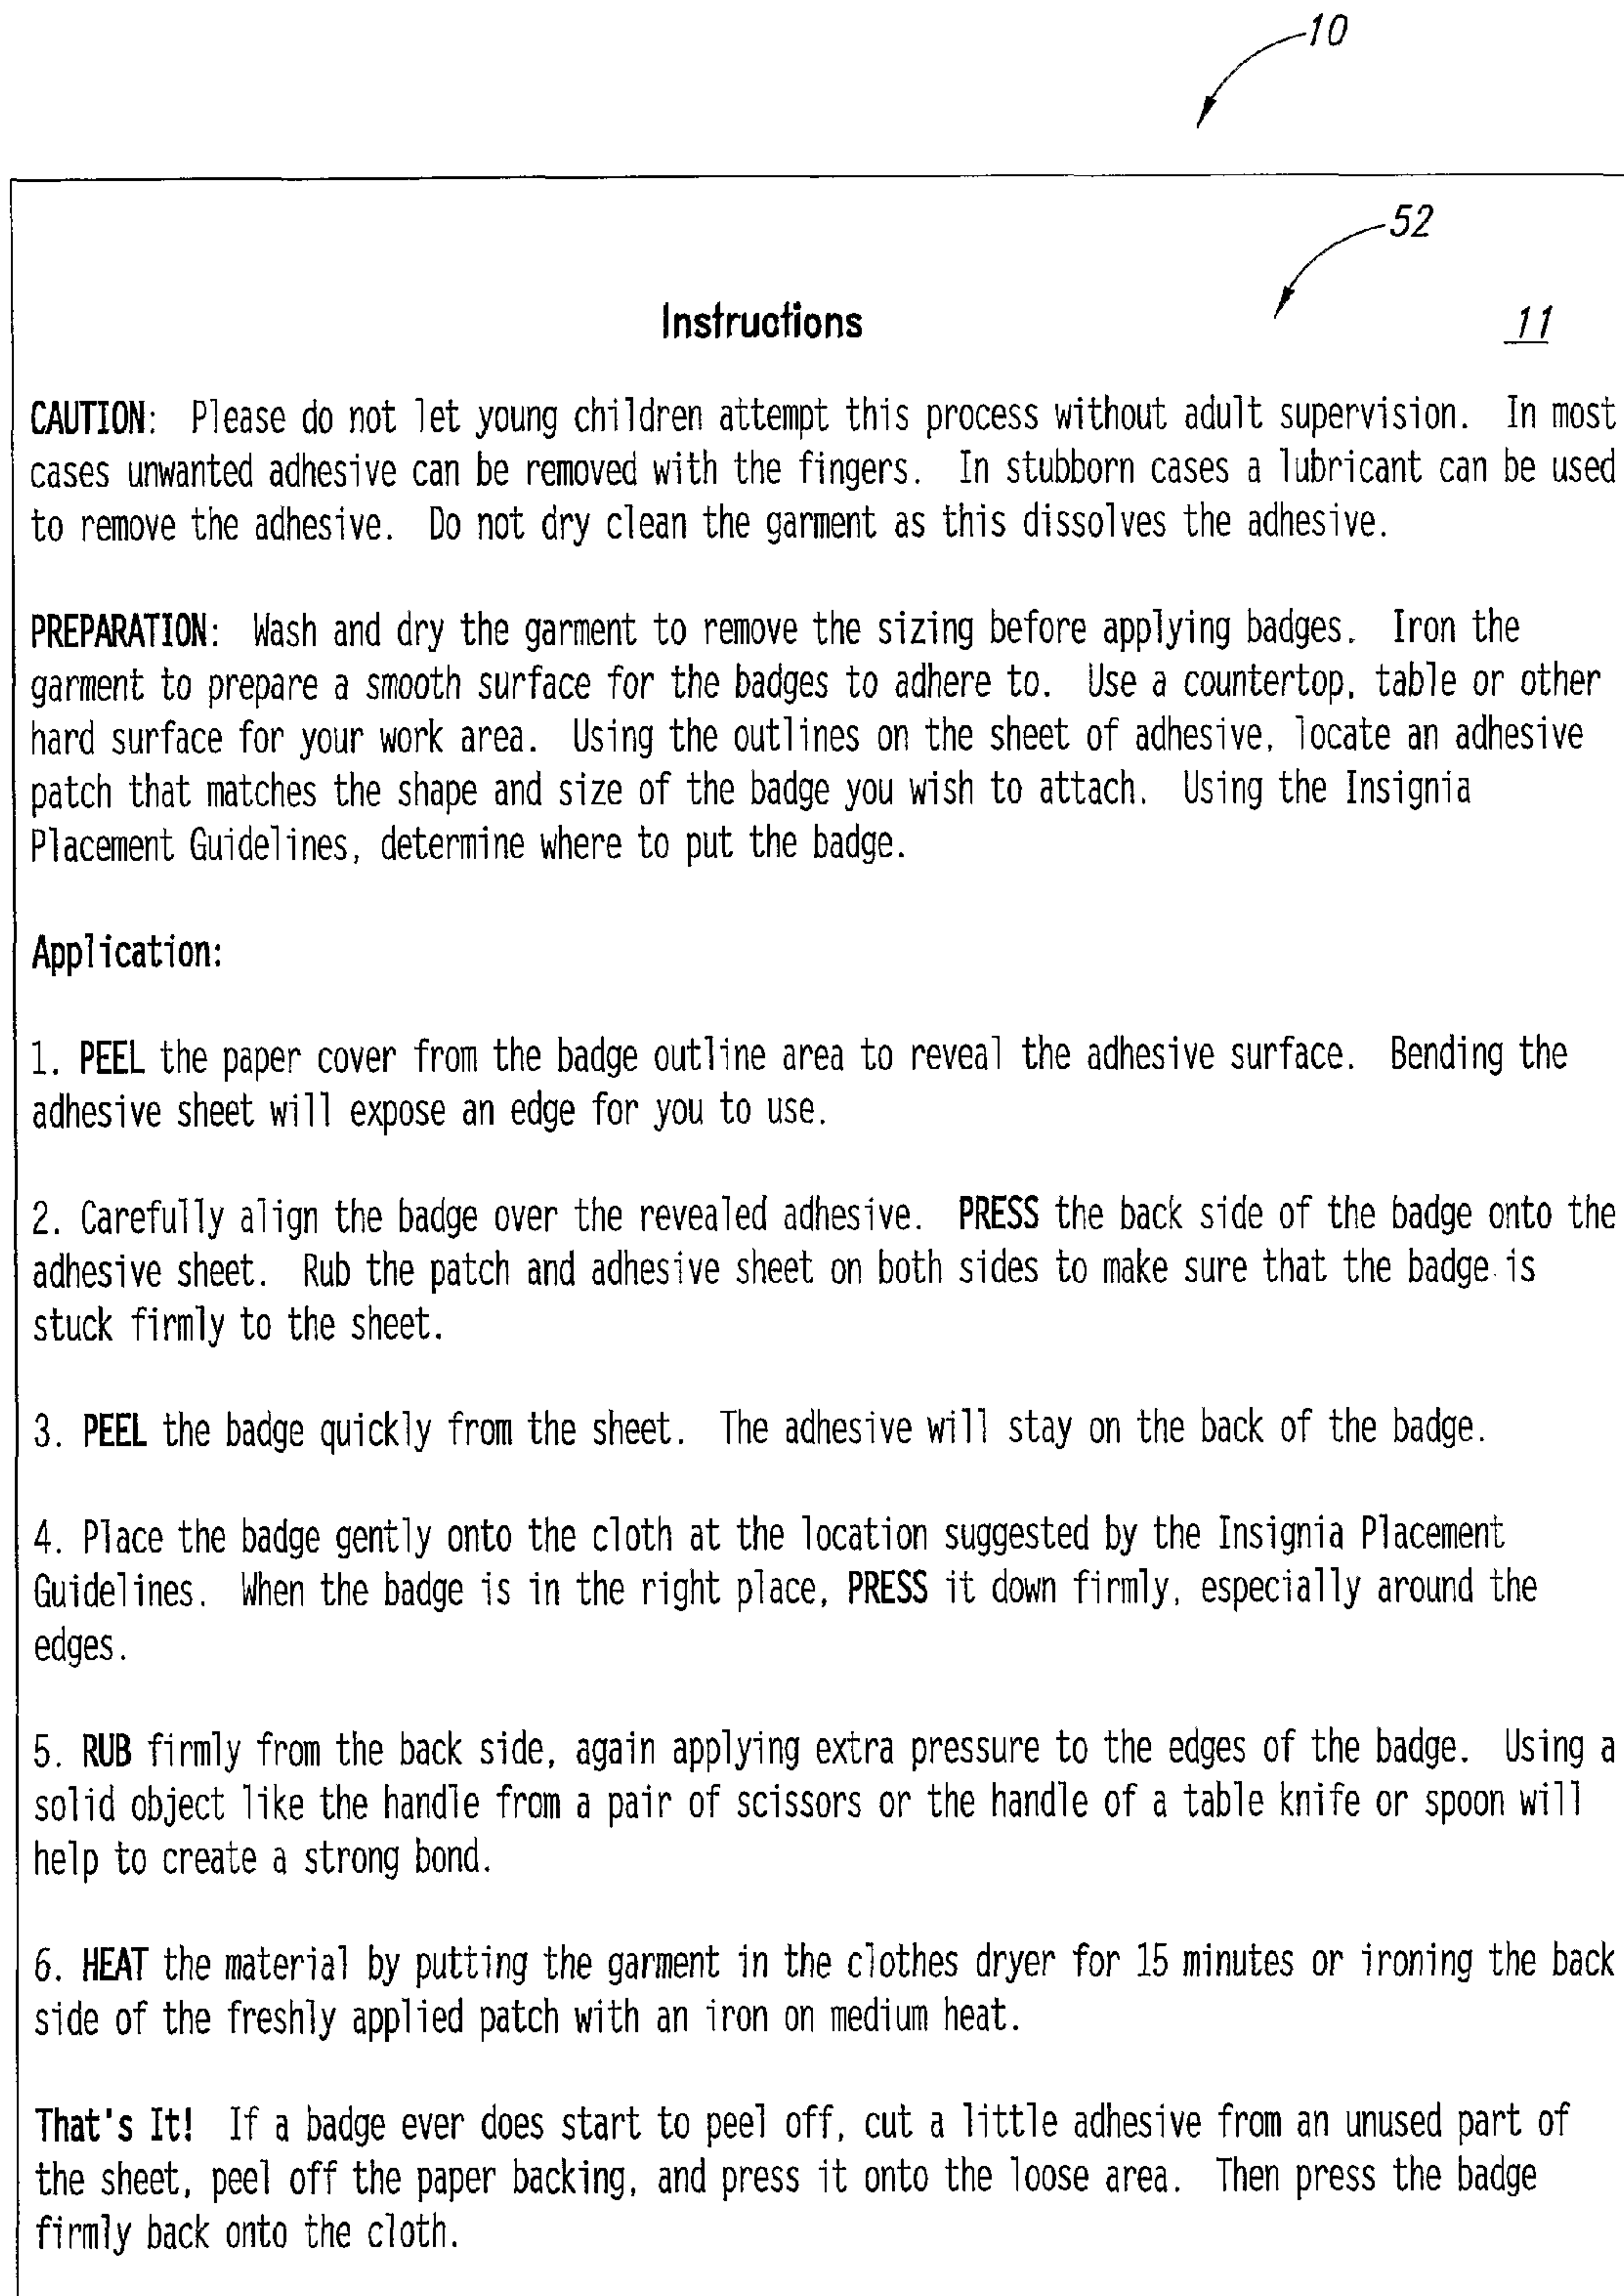 10
52
Instructions
11
CAUTION: Please do not let young children attempt this process without adult supervision. In most
cases unwanted adhesive can be removed with the fingers. In stubborn cases a lubricant can be used
to remove the adhesive. Do not dry clean the garment as this dissolves the adhesive.
PREPARATION: Wash and dry the garment to remove the sizing before applying badges. Iron the
garment to prepare a smooth surface for the badges to adhere to. Use a countertop, table or other
hard surface for your work area. Using the outlines on the sheet of adhesive, locate an adhesive
patch that matches the shape and size of the badge you wish to attach. Using the Insignia
Placement Guidelines, determine where to put the badge.
Application:
1. PEEL the paper cover from the badge outline area to reveal the adhesive surface. Bending the
adhesive sheet will expose an edge for you to use.
2. Carefully align the badge over the revealed adhesive. PRESS the back side of the badge onto the
adhesive sheet. Rub the patch and adhesive sheet on both sides to make sure that the badge is
stuck firmly to the sheet.
3. PEEL the badge quickly from the sheet. The adhesive will stay on the back of the badge.
4. Place the badge gently onto the cloth at the location suggested by the Insignia Placement
Guidelines. When the badge is in the right place, PRESS it down firmly, especially around the
edges.
5. RUB firmly from the back side, again applying extra pressure to the edges of the badge. Using a
solid object like the handle from a pair of scissors or the handle of a table knife or spoon will
help to create a strong bond.
6. HEAT the material by putting the garment in the clothes dryer for 15 minutes or ironing the back
side of the freshly applied patch with an iron on medium heat.
That's It! If a badge ever does start to peel off, cut a little adhesive from an unused part of
the sheet, peel off the paper backing, and press it onto the loose area. Then press the badge
firmly back onto the cloth.